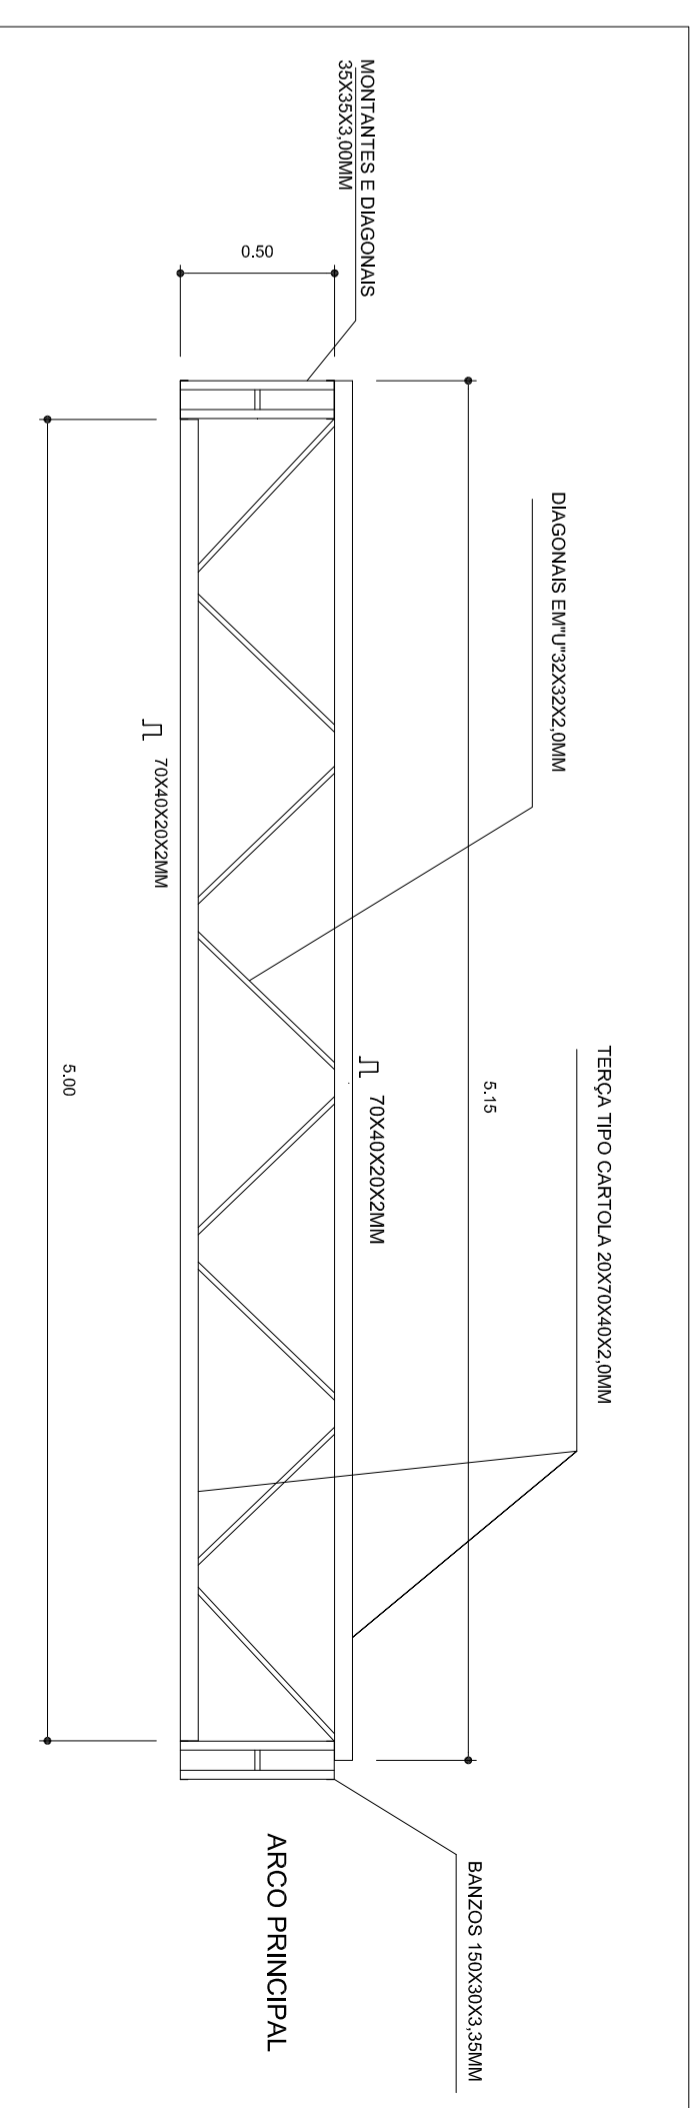 MONTANTES E DIAGONAIS
35X35X3,00MM
0.50
DIAGONAIS EM"U"32X32X2,0MM
70X40X20X2MM
5.00
70X40X20X2MM
5.15
TERÇA TIPO CARTOLA 20X70X40X2,0MM
ARCO PRINCIPAL
BANZOS 150X30X3,35MM